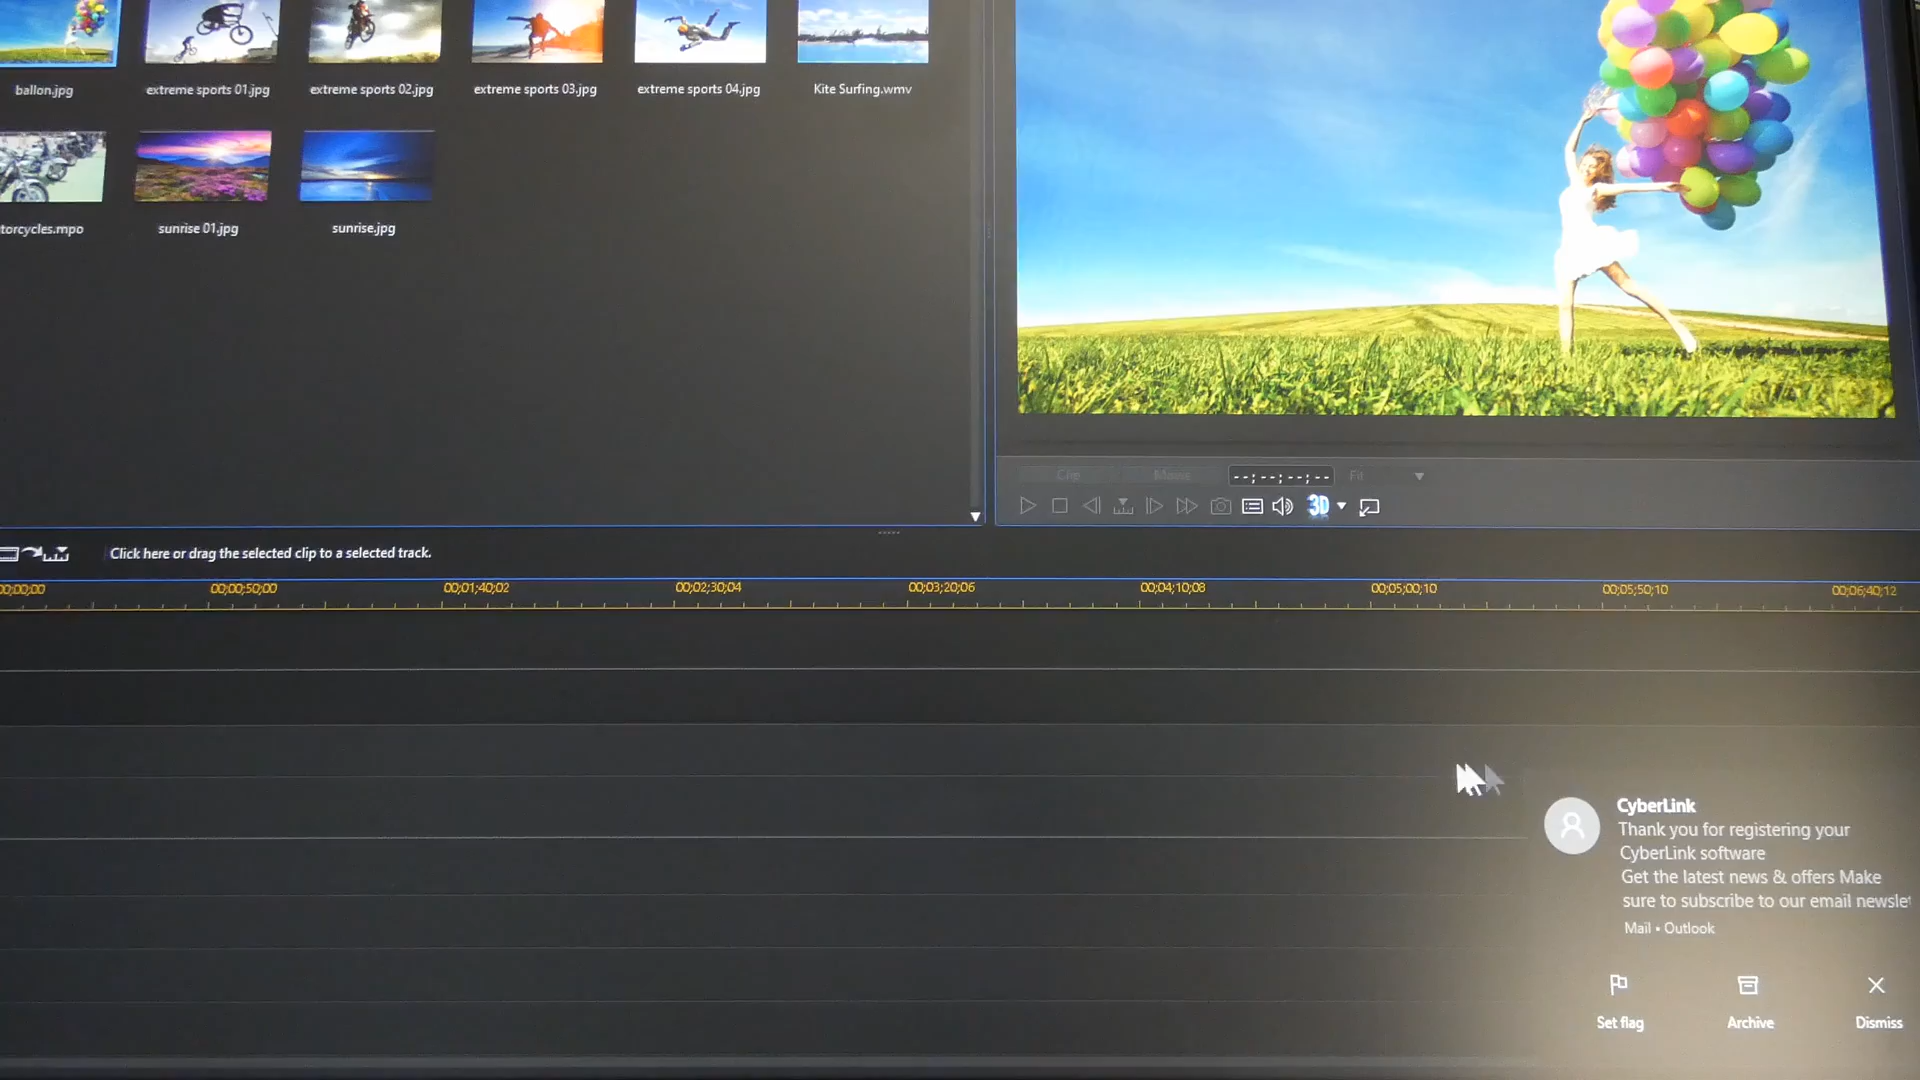 ballon.jpg
extreme sports 01.jpg
extreme sports 02.jpg
extreme sports 03.jpg
extreme sports 04.jpg
Kite Surfing.wmv
torcycles.mpo
sunrise 01.jpg
sunrise.jpg
Clip
Movie
--;--;--;--
Fit
3D
Click here or drag the selected clip to a selected track.
00;00;00
00;00;50;00
00;01;40;02
00;02;30;04
00;03;20;06
00;04;10;08
00;05;00;10
00;05;50;10
00;06;40;12
CyberLink
Thank you for registering your
CyberLink software
Get the latest news & offers Make
sure to subscribe to our email newslet
Mail • Outlook
Set flag
Archive
Dismiss